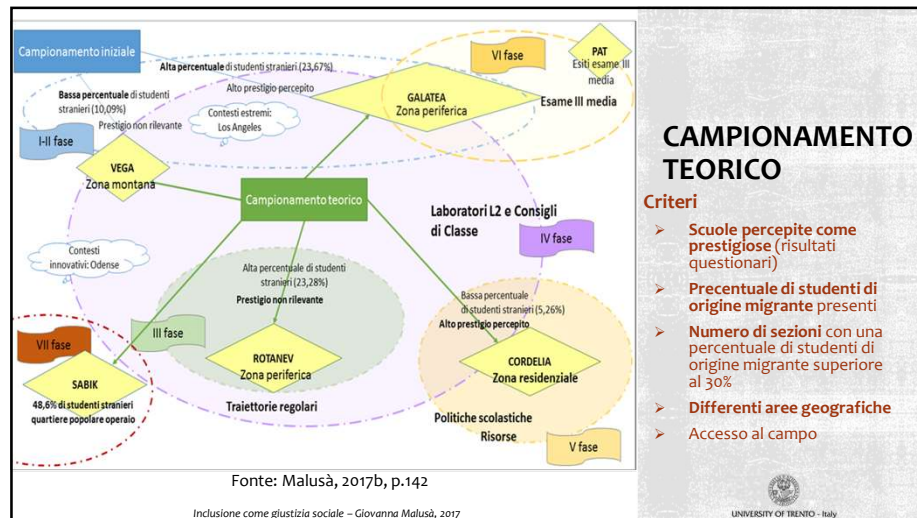 Campionamento iniziale
Alta percentuale di studenti
stranieri (23,67%)
Alto prestigio percepito
VI fase
PAT
Esiti esame III
media
GALATEA
Zona periferica
Esame III media
Bassa percentuale di studenti
stranieri (10,09%)
Prestigio non rilevante
Contesti estremi:
Los Angeles
I-II fase
VEGA
Zona montana
Campionamento teorico
Laboratori L2 e Consigli
di Classe
IV fase
Contesti
innovativi: Odense
Alta percentuale di studenti
stranieri (23,28%)
Prestigio non rilevante
Bassa percentuale
di studenti stranieri (5,26%)
Alto prestigio percepito
III fase
VII fase
ROTANEV
Zona periferica
CORDELIA
Zona residenziale
SABIK
48,6% di studenti stranieri
quartiere popolare operaio
Traiettorie regolari
Politiche scolastiche
Risorse
V fase
Fonte: Malusà, 2017b, p.142
Inclusione come giustizia sociale – Giovanna Malusà, 2017
CAMPIONAMENTO
TEORICO
Criteri
➢ Scuole percepite come
prestigiose (risultati
questionari)
➢ Precentuale di studenti di
origine migrante presenti
➢ Numero di sezioni con una
percentuale di studenti di
origine migrante superiore
al 30%
➢ Differenti aree geografiche
➢ Accesso al campo
UNIVERSITY OF TRENTO - Italy